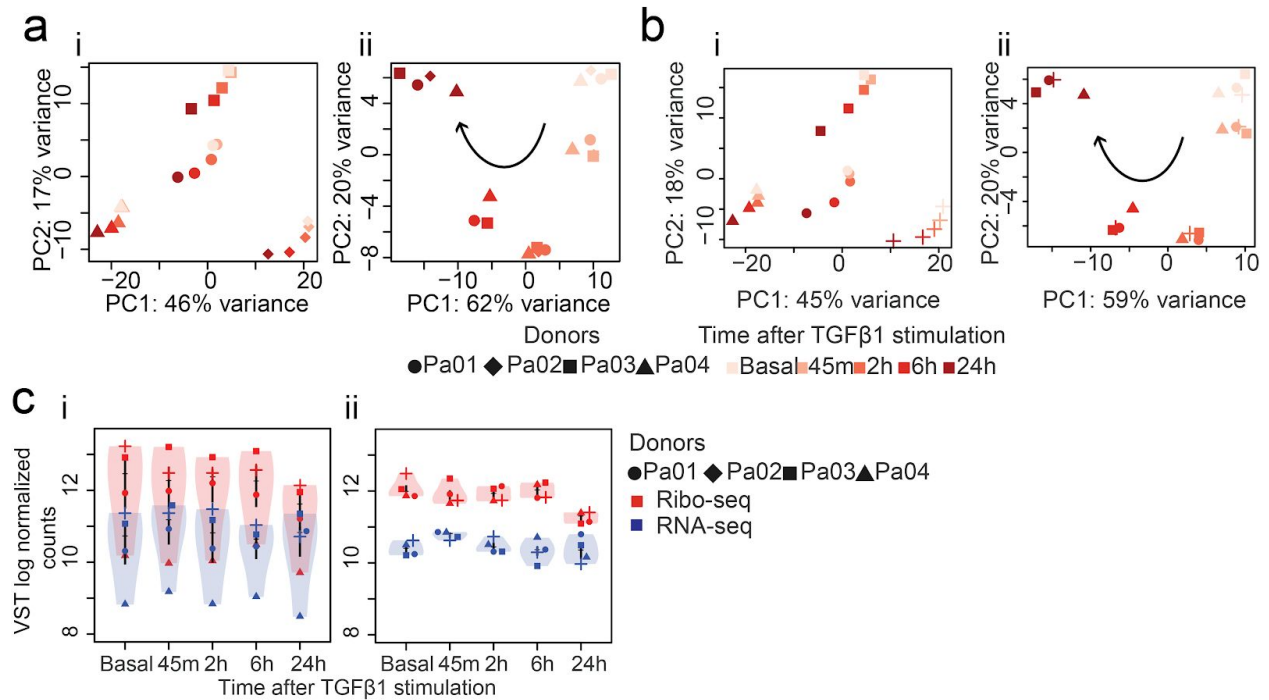 a
b
i
ii
i
ii
PC2: 17% variance
10
0
−10
−20
0
20
PC1: 46% variance
PC2: 20% variance
4
0
−4
−8
−10
0
10
PC1: 62% variance
PC2: 18% variance
10
0
−10
−20
0
20
PC1: 45% variance
PC2: 20% variance
4
0
−4
−10
0
10
PC1: 59% variance
Donors
Pa01 Pa02 Pa03 Pa04
Time after TGFβ1 stimulation
Basal 45m 2h 6h 24h
c
i
ii
VST log normalized
counts
12
10
8
Basal 45m 2h 6h 24h
12
10
8
Basal 45m 2h 6h 24h
Time after TGFβ1 stimulation
Donors
Pa01 Pa02 Pa03 Pa04
Ribo-seq
RNA-seq